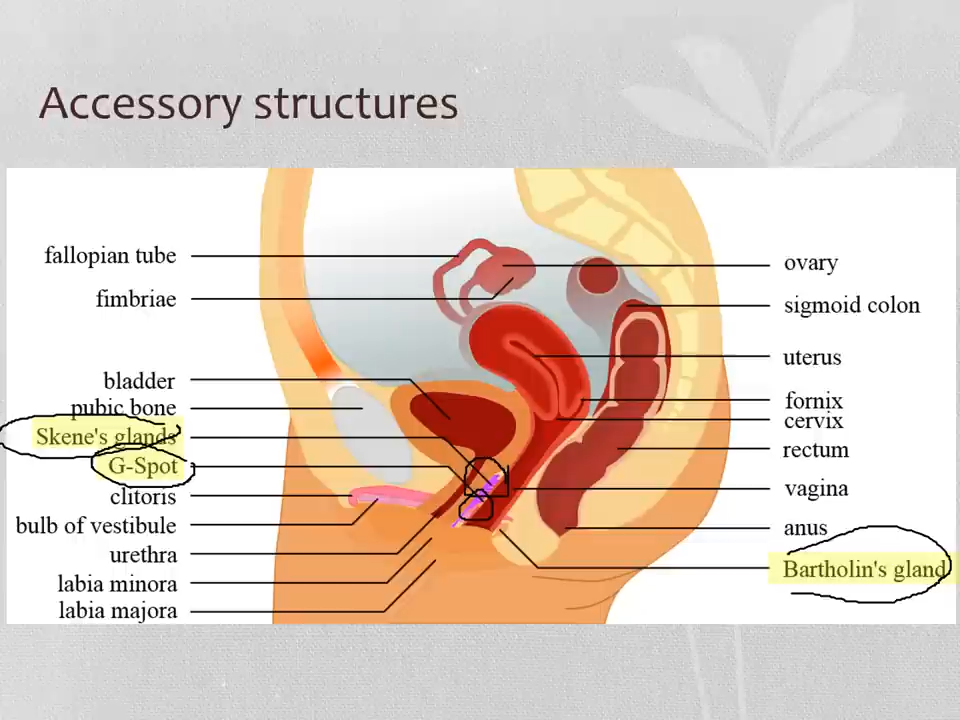 Accessory structures
fallopian tube
fimbriae
bladder
pubic bone
Skene's glands
G-Spot
clitoris
bulb of vestibule
urethra
labia minora
labia majora
ovary
sigmoid colon
uterus
fornix
cervix
rectum
vagina
anus
Bartholin's gland